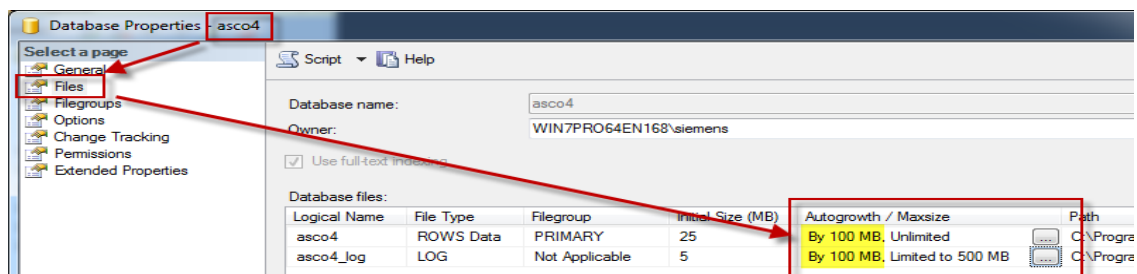 Database Properties - asco4
Select a page
General
Files
Filegroups
Options
Change Tracking
Permissions
Extended Properties
Script Help
Database name: asco4
Owner: WIN7PRO64EN168\siemens
Use full-text indexing
Database files:
Logical Name File Type Filegroup Initial Size (MB) Autogrowth / Maxsize Path
asco4 ROWS Data PRIMARY 25 By 100 MB, Unlimited ... C:\Progra
asco4_log LOG Not Applicable 5 By 100 MB, Limited to 500 MB ... C:\Progra